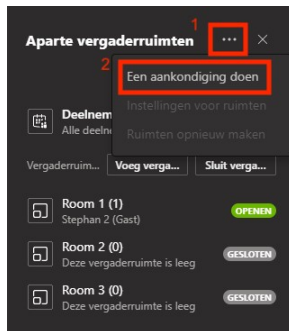 1
Aparte vergaderruimten ... ×
2
Een aankondiging doen
Instellingen voor ruimten
Ruimten opnieuw maken
Deelnem
Alle deeln
Vergaderruim... Voeg verga... Sluit verga...
Room 1 (1)
Stephan 2 (Gast)
OPENEN
Room 2 (0)
Deze vergaderruimte is leeg
GESLOTEN
Room 3 (0)
Deze vergaderruimte is leeg
GESLOTEN